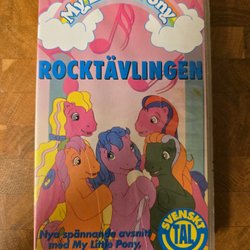 My Little Pony
ROCKTÄVLINGEN
Nya spännande avsnitt
med My Little Pony.
SVENSKT
TAL